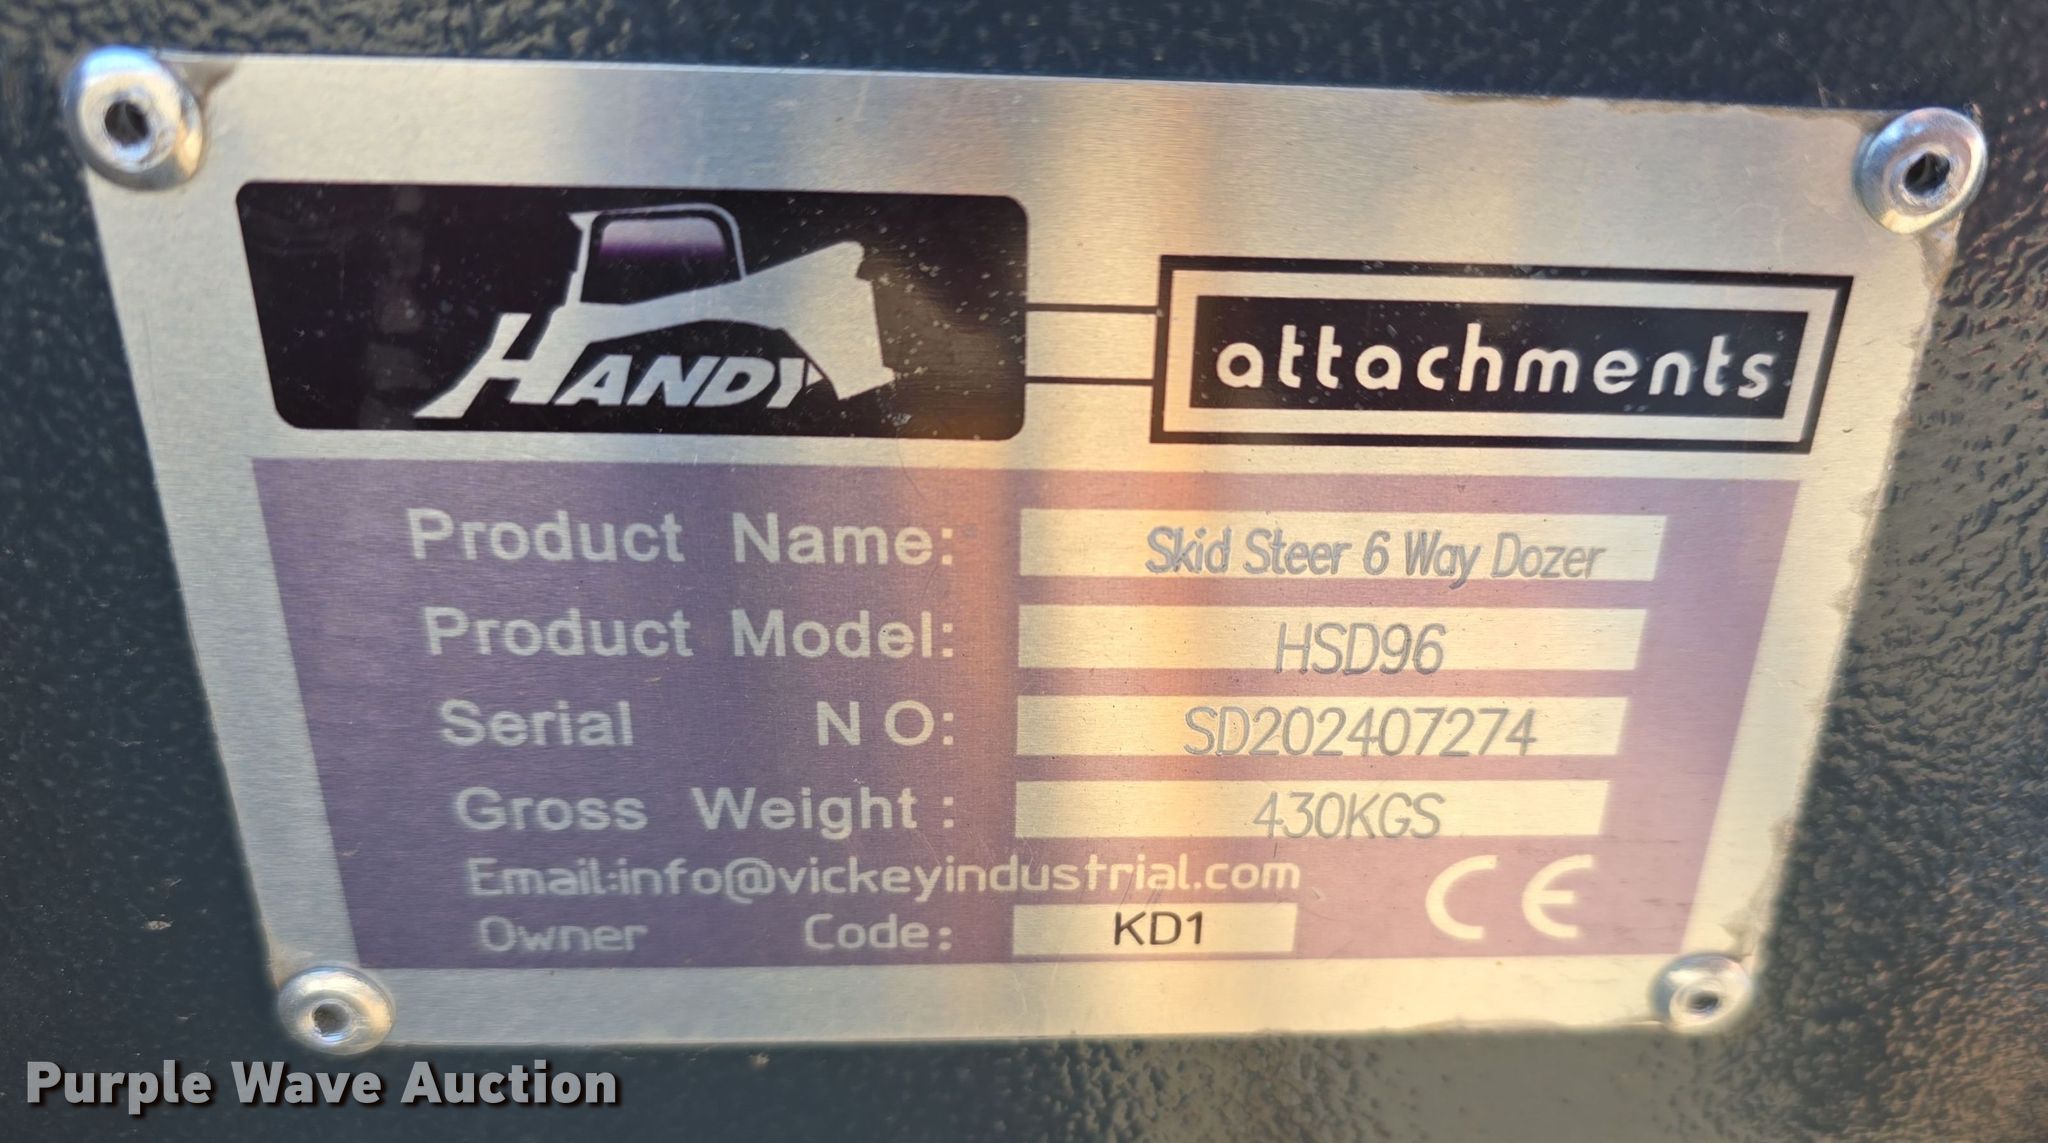 HANDY
attachments
Product Name: Skid Steer 6 Way Dozer
Product Model: HSD96
Serial NO: SD202407274
Gross Weight: 430KGS
Email:info@vickeyindustrial.com
Owner Code: KD1
CE
Purple Wave Auction